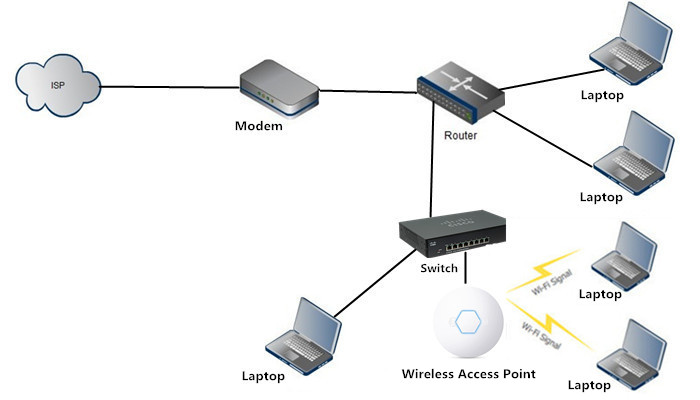 ISP
Modem
Router
Laptop
Laptop
Switch
Wi-Fi Signal
Laptop
Wi-Fi Signal
Laptop
Wireless Access Point
Laptop